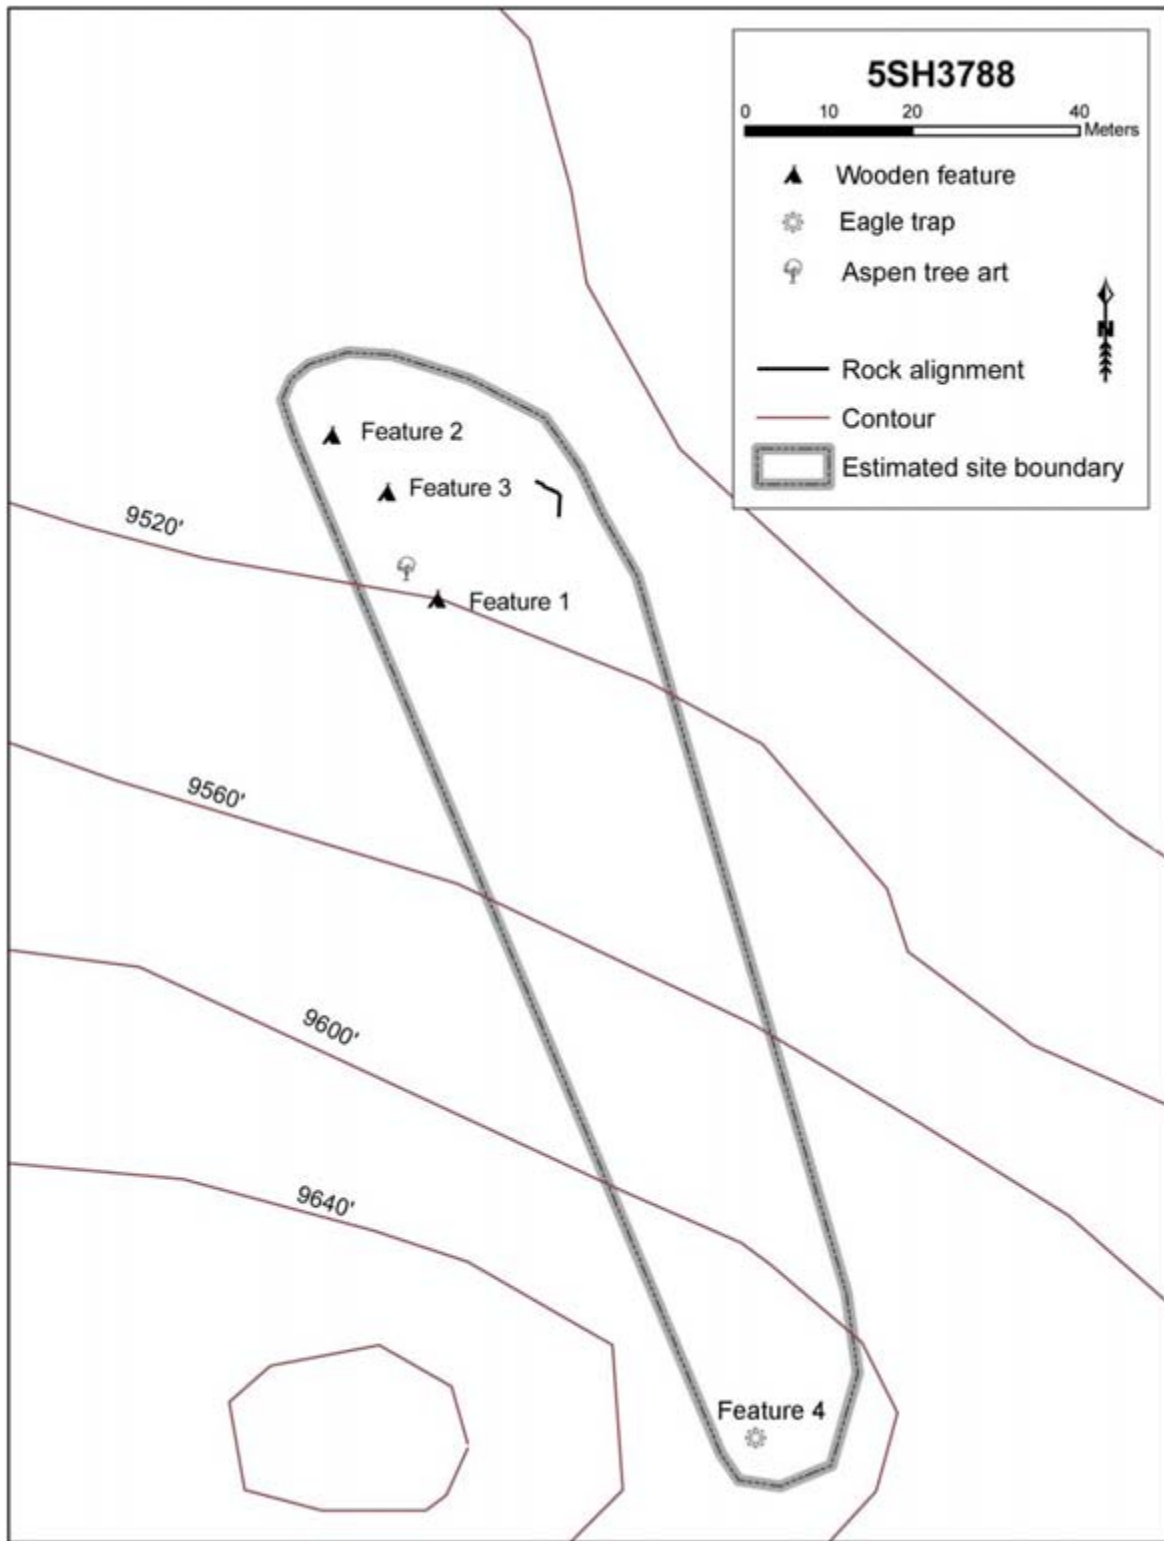 5SH3788
0 10 20 40
Meters
Wooden feature
Eagle trap
Aspen tree art
N
Rock alignment
Contour
Estimated site boundary
Feature 2
Feature 3
9520'
Feature 1
9560'
9600'
9640'
Feature 4